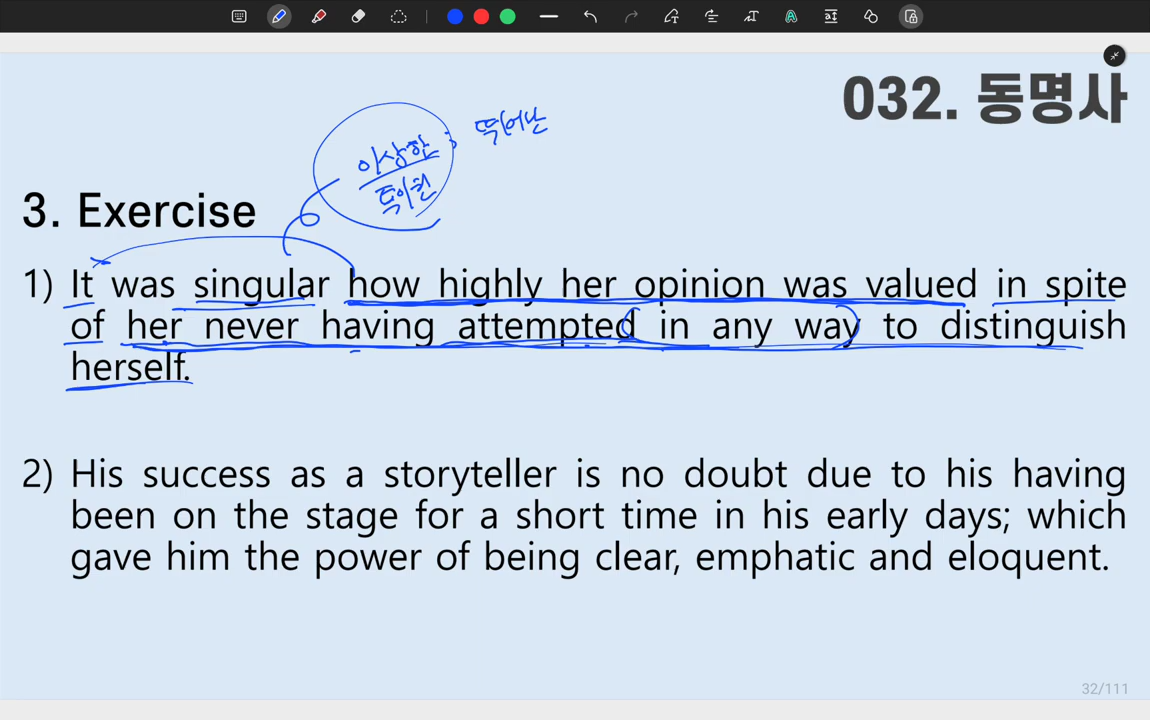 032. 동명사
뛰어난
이상한
특이한
3. Exercise
1) It was singular how highly her opinion was valued in spite
of her never having attempted in any way to distinguish
herself.
2) His success as a storyteller is no doubt due to his having
been on the stage for a short time in his early days; which
gave him the power of being clear, emphatic and eloquent.
32/111